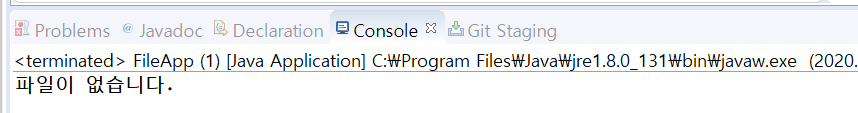 Problems @ Javadoc Declaration Console Git Staging
<terminated> FileApp (1) [Java Application] C:₩Program Files₩Java₩jre1.8.0_131₩bin₩javaw.exe (2020.
파일이 없습니다.